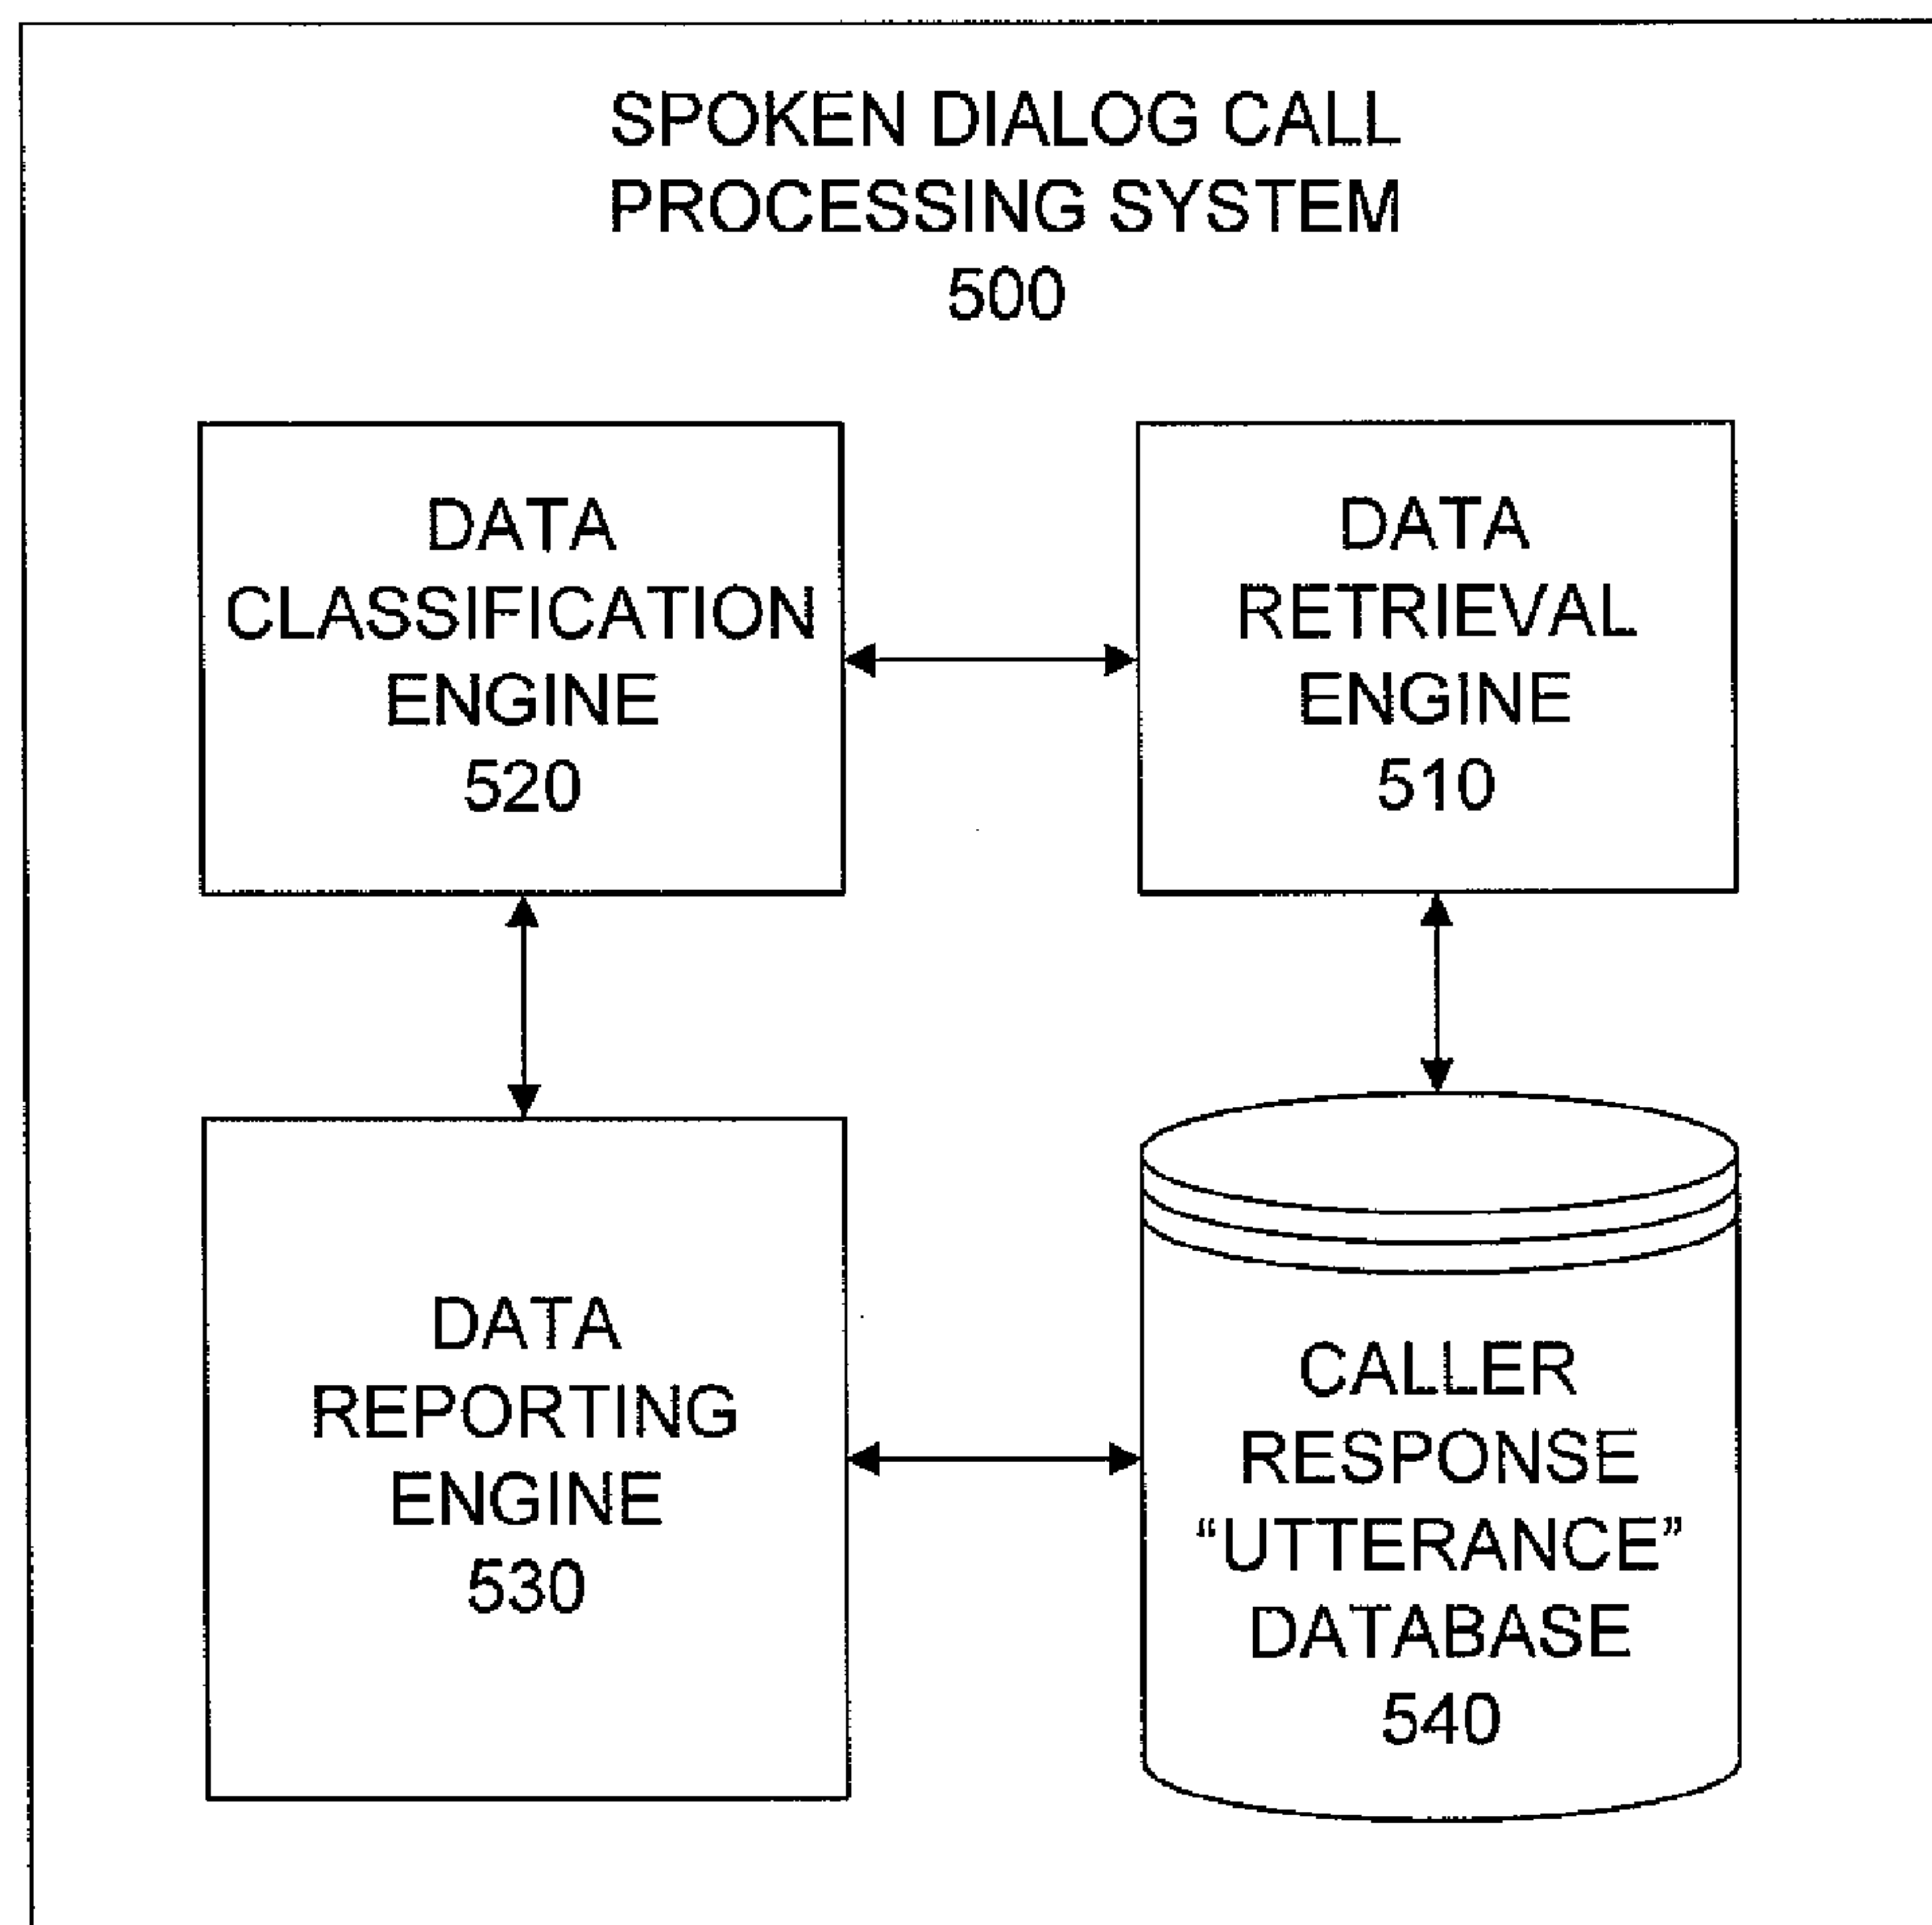 SPOKEN DIALOG CALL
PROCESSING SYSTEM
500
DATA
CLASSIFICATION
ENGINE
520
DATA
RETRIEVAL
ENGINE
510
DATA
REPORTING
ENGINE
530
CALLER
RESPONSE
“UTTERANCE”
DATABASE
540